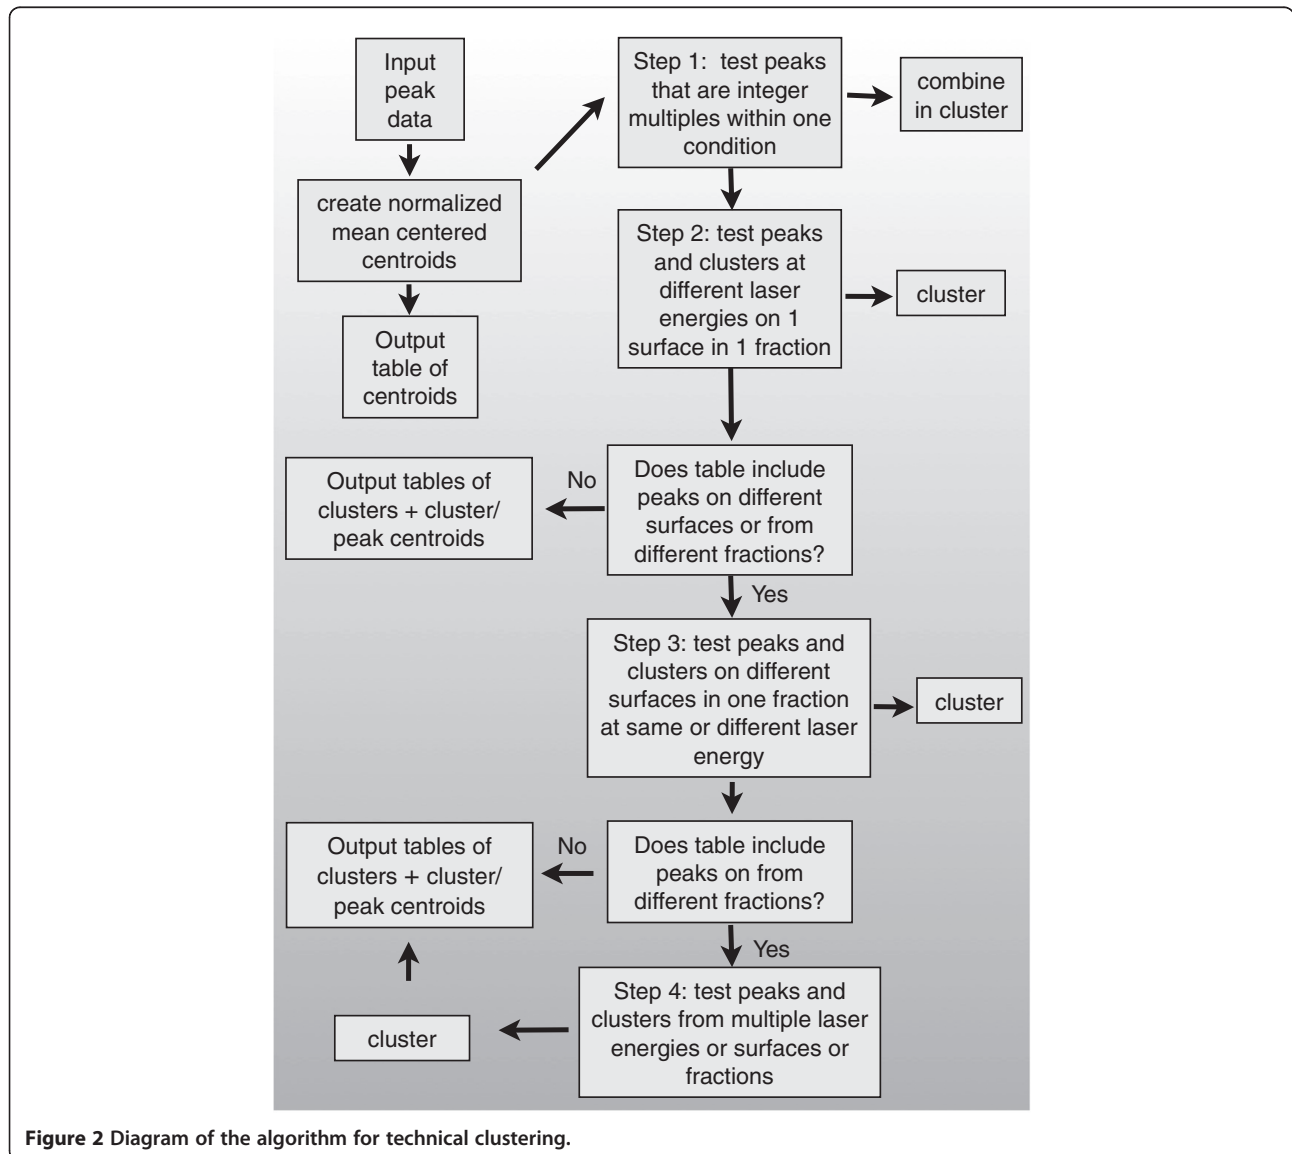 Input
peak
data
create normalized
mean centered
centroids
Output
table of
centroids
Step 1: test peaks
that are integer
multiples within one
condition
combine
in cluster
Step 2: test peaks
and clusters at
different laser
energies on 1
surface in 1 fraction
cluster
Does table include
peaks on different
surfaces or from
different fractions?
No
Output tables of
clusters + cluster/
peak centroids
Yes
Step 3: test peaks and
clusters on different
surfaces in one fraction
at same or different laser
energy
cluster
Does table include
peaks on from
different fractions?
No
Output tables of
clusters + cluster/
peak centroids
Yes
Step 4: test peaks and
clusters from multiple laser
energies or surfaces or
fractions
cluster
Figure 2 Diagram of the algorithm for technical clustering.